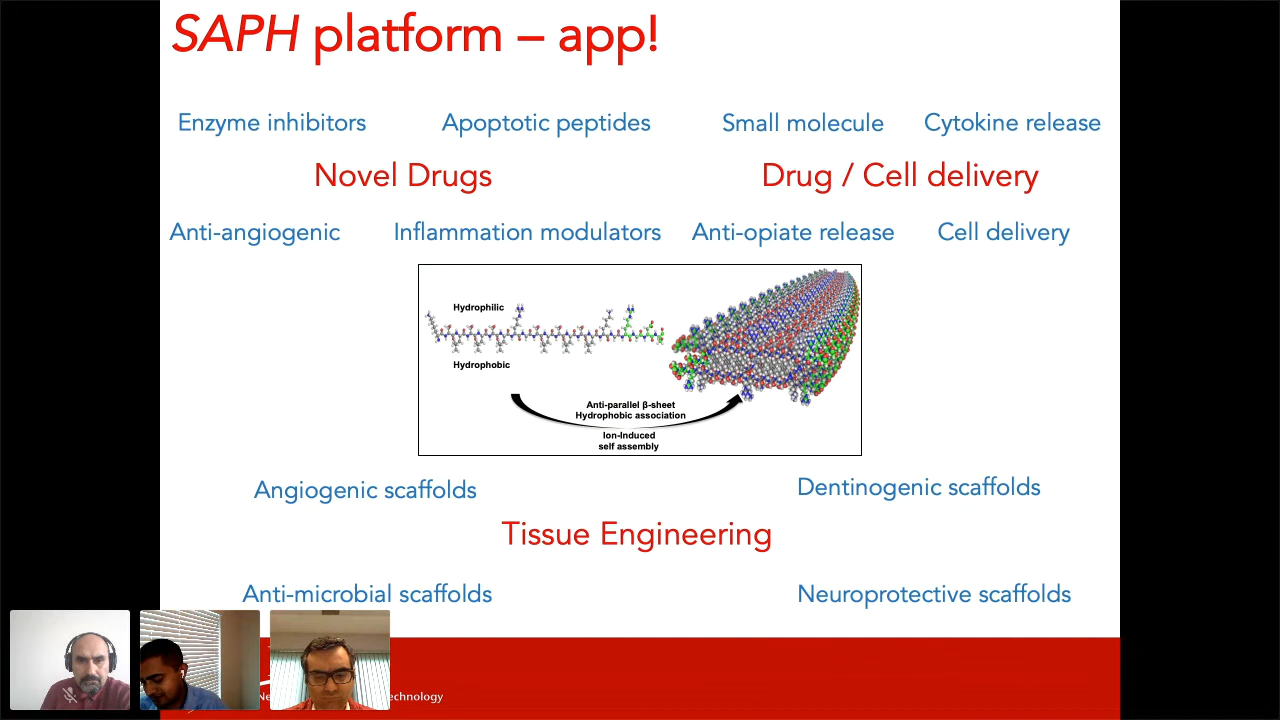 SAPH platform – app!
Enzyme inhibitors Apoptotic peptides Small molecule Cytokine release
Novel Drugs Drug / Cell delivery
Anti-angiogenic Inflammation modulators Anti-opiate release Cell delivery
Hydrophilic
Hydrophobic
Anti-parallel β-sheet
Hydrophobic association
Ion-Induced
self assembly
Angiogenic scaffolds Dentinogenic scaffolds
Tissue Engineering
Anti-microbial scaffolds Neuroprotective scaffolds